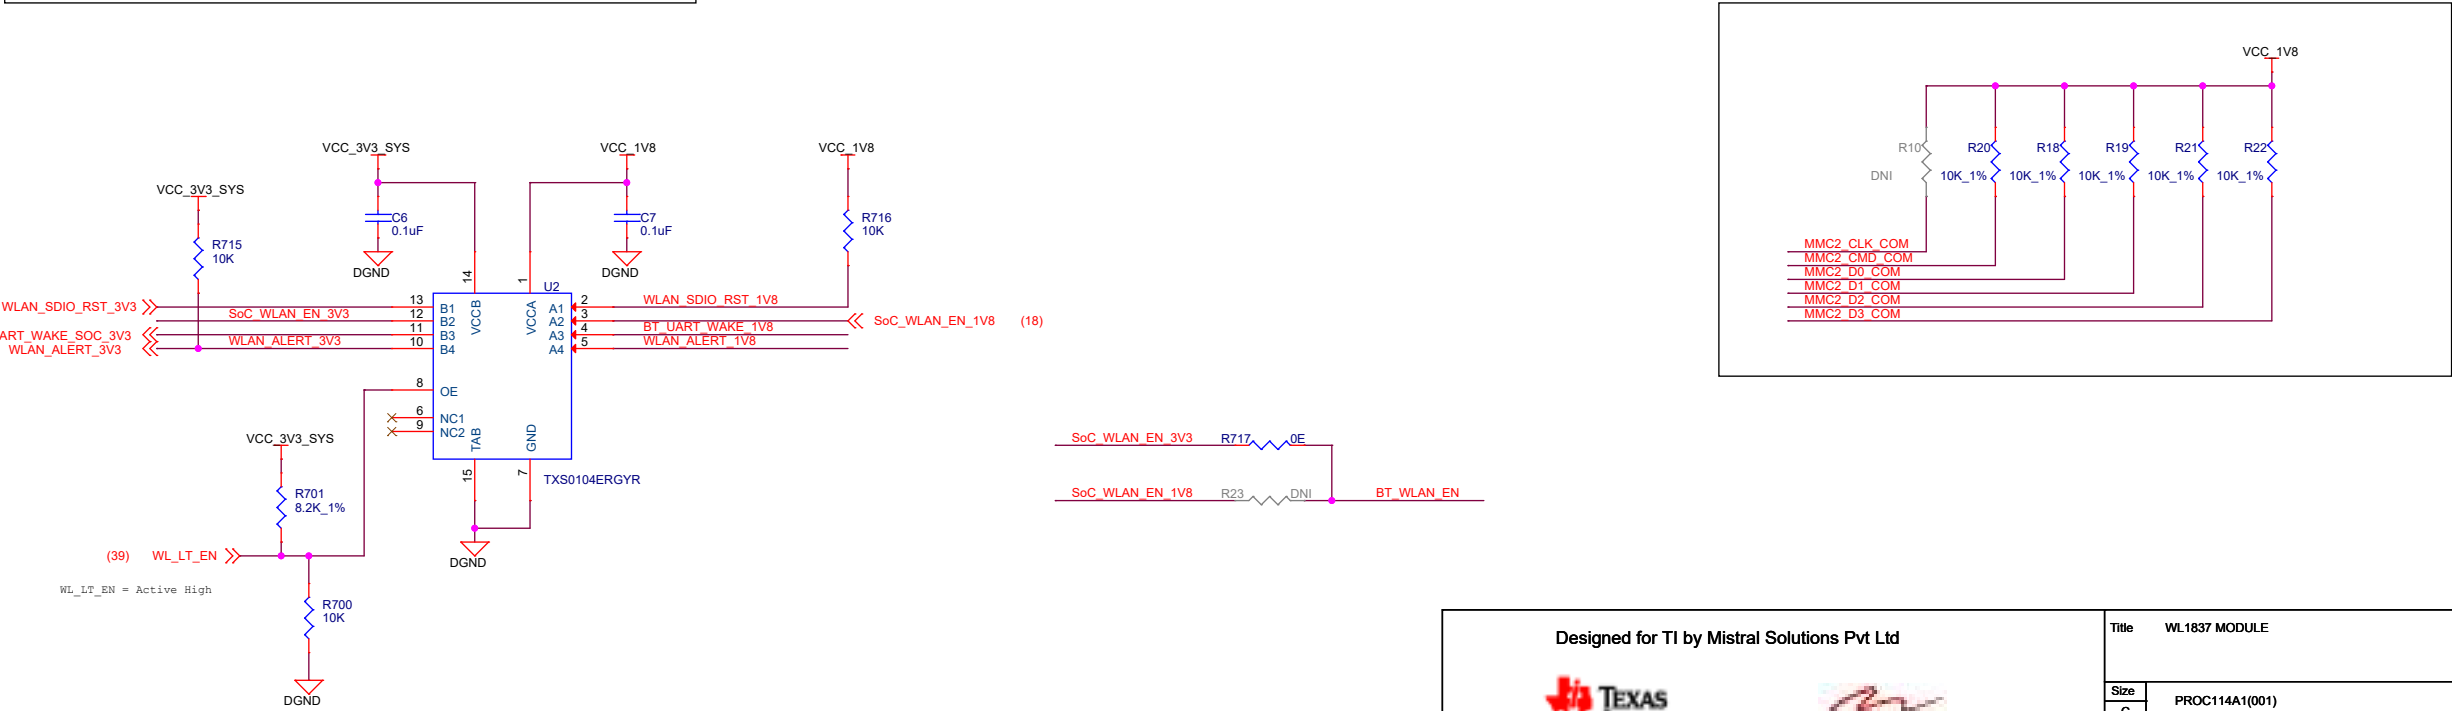 VCC_1V8
R10
DNI
R20
10K_1%
R18
10K_1%
R19
10K_1%
R21
10K_1%
R22
10K_1%
MMC2_CLK_COM
MMC2_CMD_COM
MMC2_D0_COM
MMC2_D1_COM
MMC2_D2_COM
MMC2_D3_COM
VCC_3V3_SYS
VCC_1V8
VCC_1V8
VCC_3V3_SYS
C6
0.1uF
C7
0.1uF
R716
10K
R715
10K
DGND
DGND
14
1
U2
WLAN_SDIO_RST_3V3
13
B1
VCCB
VCCA
A1
2
WLAN_SDIO_RST_1V8
SoC_WLAN_EN_3V3
12
B2
A2
3
SoC_WLAN_EN_1V8 (18)
ART_WAKE_SOC_3V3
11
B3
A3
4
BT_UART_WAKE_1V8
WLAN_ALERT_3V3
WLAN_ALERT_3V3
10
B4
A4
5
WLAN_ALERT_1V8
8
OE
6
NC1
9
NC2
TAB
GND
15
7
TXS0104ERGYR
DGND
VCC_3V3_SYS
R701
8.2K_1%
(39) WL_LT_EN
WL_LT_EN = Active High
R700
10K
DGND
SoC_WLAN_EN_3V3
R717
0E
SoC_WLAN_EN_1V8
R23
DNI
BT_WLAN_EN
Designed for TI by Mistral Solutions Pvt Ltd
TEXAS
Title WL1837 MODULE
Size
PROC114A1(001)